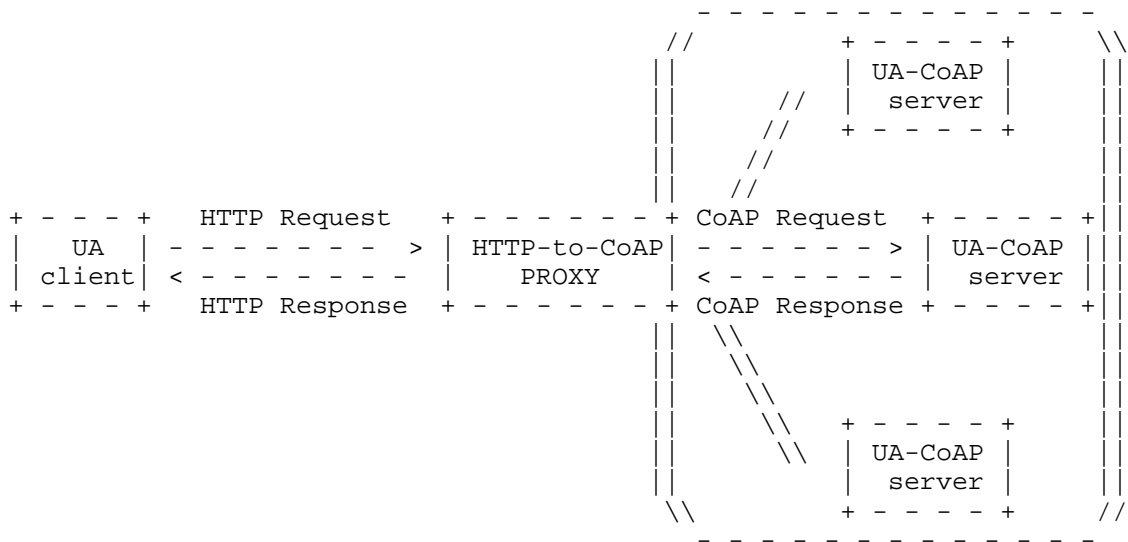 UA-CoAP
server
HTTP Request CoAP Request
UA HTTP-to-CoAP UA-CoAP
client PROXY server
HTTP Response CoAP Response
UA-CoAP
server